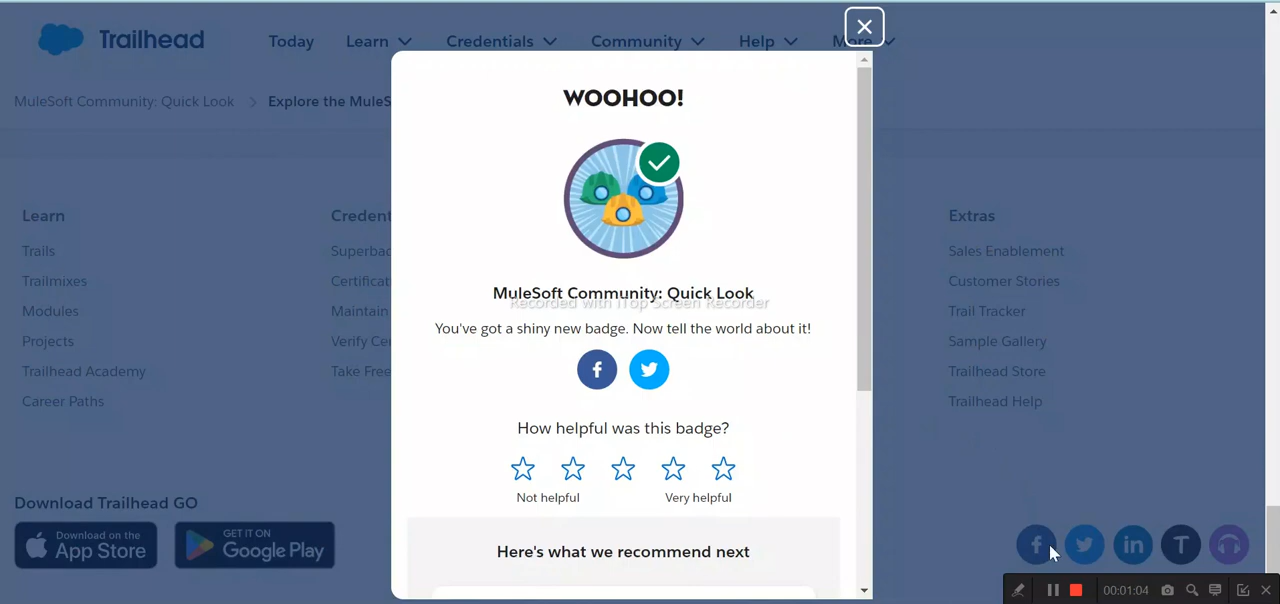 Trailhead
Today Learn Credentials Community Help More
MuleSoft Community: Quick Look > Explore the MuleS
WOOHOO!
MuleSoft Community: Quick Look
Recorded with iTop Screen Recorder
You've got a shiny new badge. Now tell the world about it!
How helpful was this badge?
Not helpful Very helpful
Here's what we recommend next
Learn
Trails
Trailmixes
Modules
Projects
Trailhead Academy
Career Paths
Credent
Superbad
Certificat
Maintain
Verify Cer
Take Free
Extras
Sales Enablement
Customer Stories
Trail Tracker
Sample Gallery
Trailhead Store
Trailhead Help
Download Trailhead GO
Download on the
App Store
GET IT ON
Google Play
00:01:04